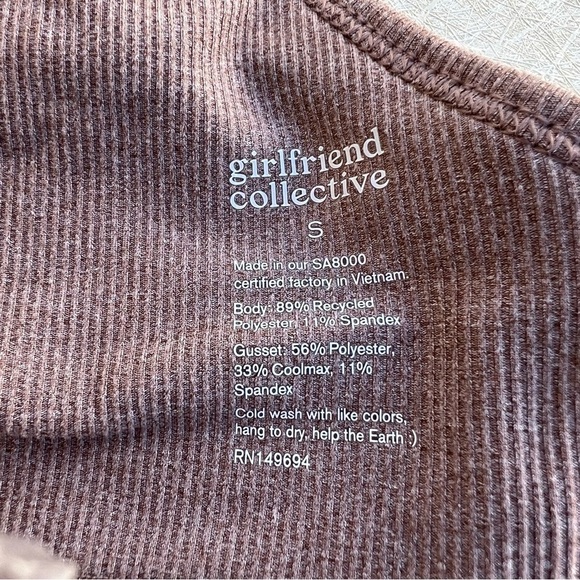 girlfriend
collective
S
Made in our SA8000
certified factory in Vietnam.
Body: 89% Recycled
Polyester, 11% Spandex
Gusset: 56% Polyester,
33% Coolmax, 11%
Spandex
Cold wash with like colors,
hang to dry, help the Earth :)
RN149694